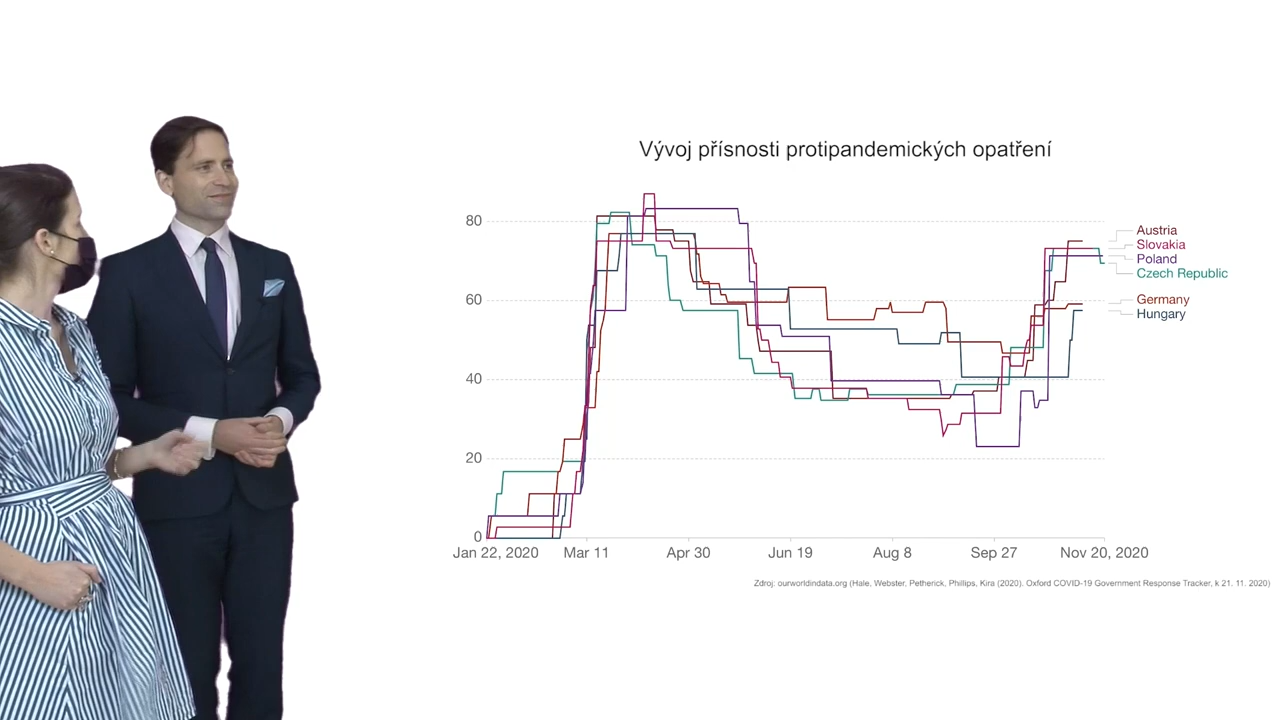 Vývoj přísnosti protipandemických opatření
80
60
40
20
0
Jan 22, 2020
Mar 11
Apr 30
Jun 19
Aug 8
Sep 27
Nov 20, 2020
Austria
Slovakia
Poland
Czech Republic
Germany
Hungary
Zdroj: ourworldindata.org (Hale, Webster, Petherick, Phillips, Kira (2020). Oxford COVID-19 Government Response Tracker, k 21. 11. 2020)